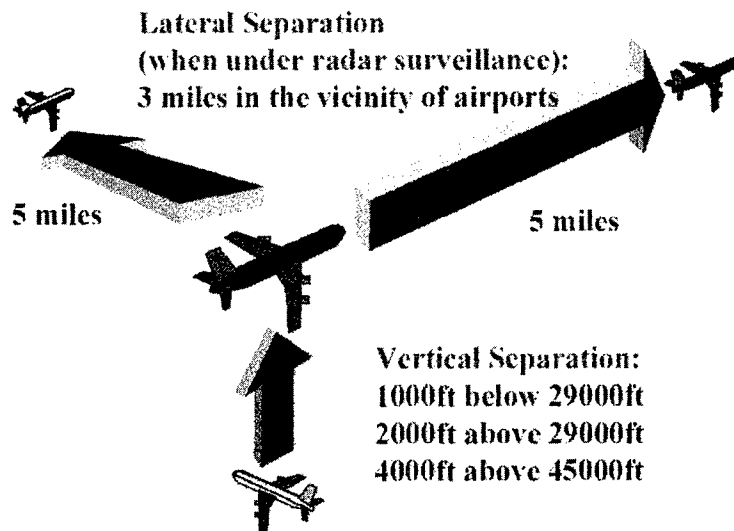 Lateral Separation
(when under radar surveillance):
3 miles in the vicinity of airports
5 miles
5 miles
Vertical Separation:
1000ft below 29000ft
2000ft above 29000ft
4000ft above 45000ft